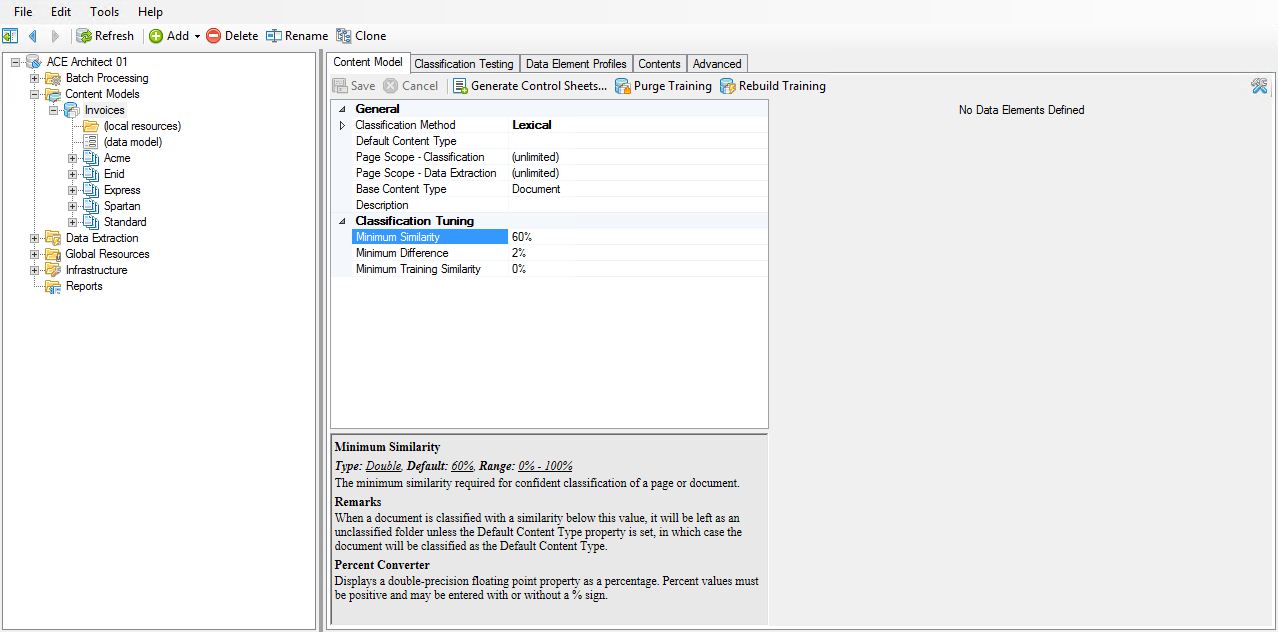 File Edit Tools Help
Refresh Add Delete Rename Clone
ACE Architect 01
Batch Processing
Content Models
Invoices
(local resources)
(data model)
Acme
Enid
Express
Spartan
Standard
Data Extraction
Global Resources
Infrastructure
Reports
Content Model Classification Testing Data Element Profiles Contents Advanced
Save Cancel Generate Control Sheets... Purge Training Rebuild Training
General
Classification Method Lexical
Default Content Type
Page Scope - Classification (unlimited)
Page Scope - Data Extraction (unlimited)
Base Content Type Document
Description
Classification Tuning
Minimum Similarity 60%
Minimum Difference 2%
Minimum Training Similarity 0%
No Data Elements Defined
Minimum Similarity
Type: Double, Default: 60%, Range: 0% - 100%
The minimum similarity required for confident classification of a page or document.
Remarks
When a document is classified with a similarity below this value, it will be left as an
unclassified folder unless the Default Content Type property is set, in which case the
document will be classified as the Default Content Type.
Percent Converter
Displays a double-precision floating point property as a percentage. Percent values must
be positive and may be entered with or without a % sign.